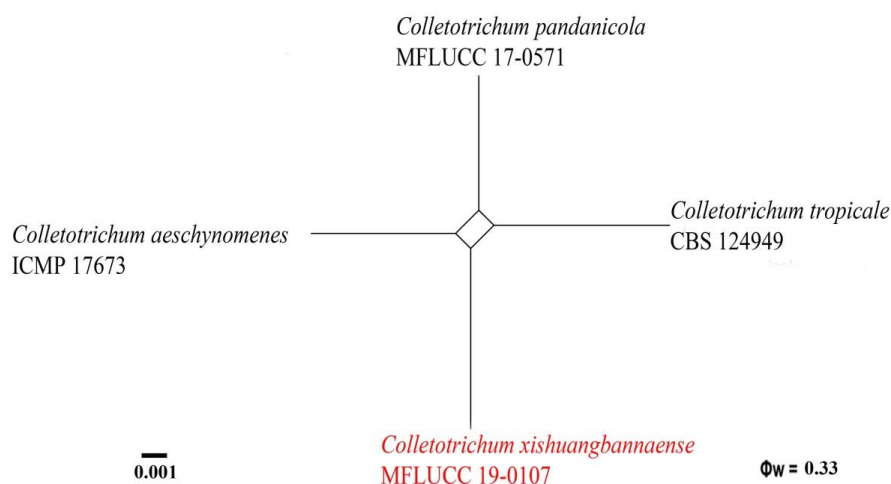 Colletotrichum pandanicola
MFLUCC 17-0571
Colletotrichum tropicale
CBS 124949
Colletotrichum aeschynomenes
ICMP 17673
Colletotrichum xishuangbannaense
MFLUCC 19-0107
0.001
Φw = 0.33